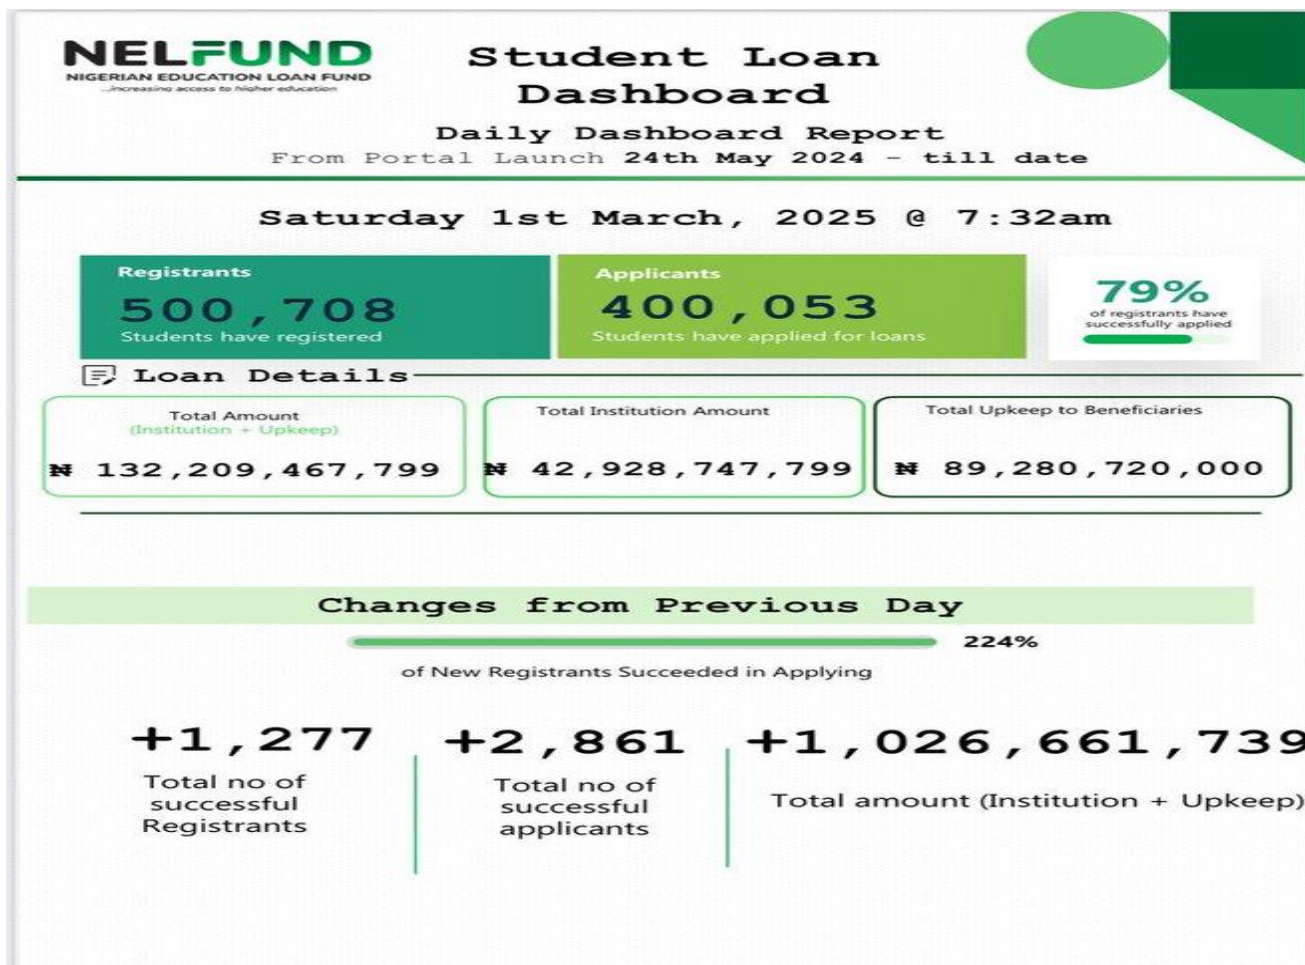 NELFUND
NIGERIAN EDUCATION LOAN FUND
...increasing access to higher education
Student Loan
Dashboard
Daily Dashboard Report
From Portal Launch 24th May 2024 - till date
Saturday 1st March, 2025 @ 7:32am
Registrants
500,708
Students have registered
Applicants
400,053
Students have applied for loans
79%
of registrants have
successfully applied
Loan Details
Total Amount
(Institution + Upkeep)
₦ 132,209,467,799
Total Institution Amount
₦ 42,928,747,799
Total Upkeep to Beneficiaries
₦ 89,280,720,000
Changes from Previous Day
224%
of New Registrants Succeeded in Applying
+1,277
Total no of
successful
Registrants
+2,861
Total no of
successful
applicants
+1,026,661,739
Total amount (Institution + Upkeep)